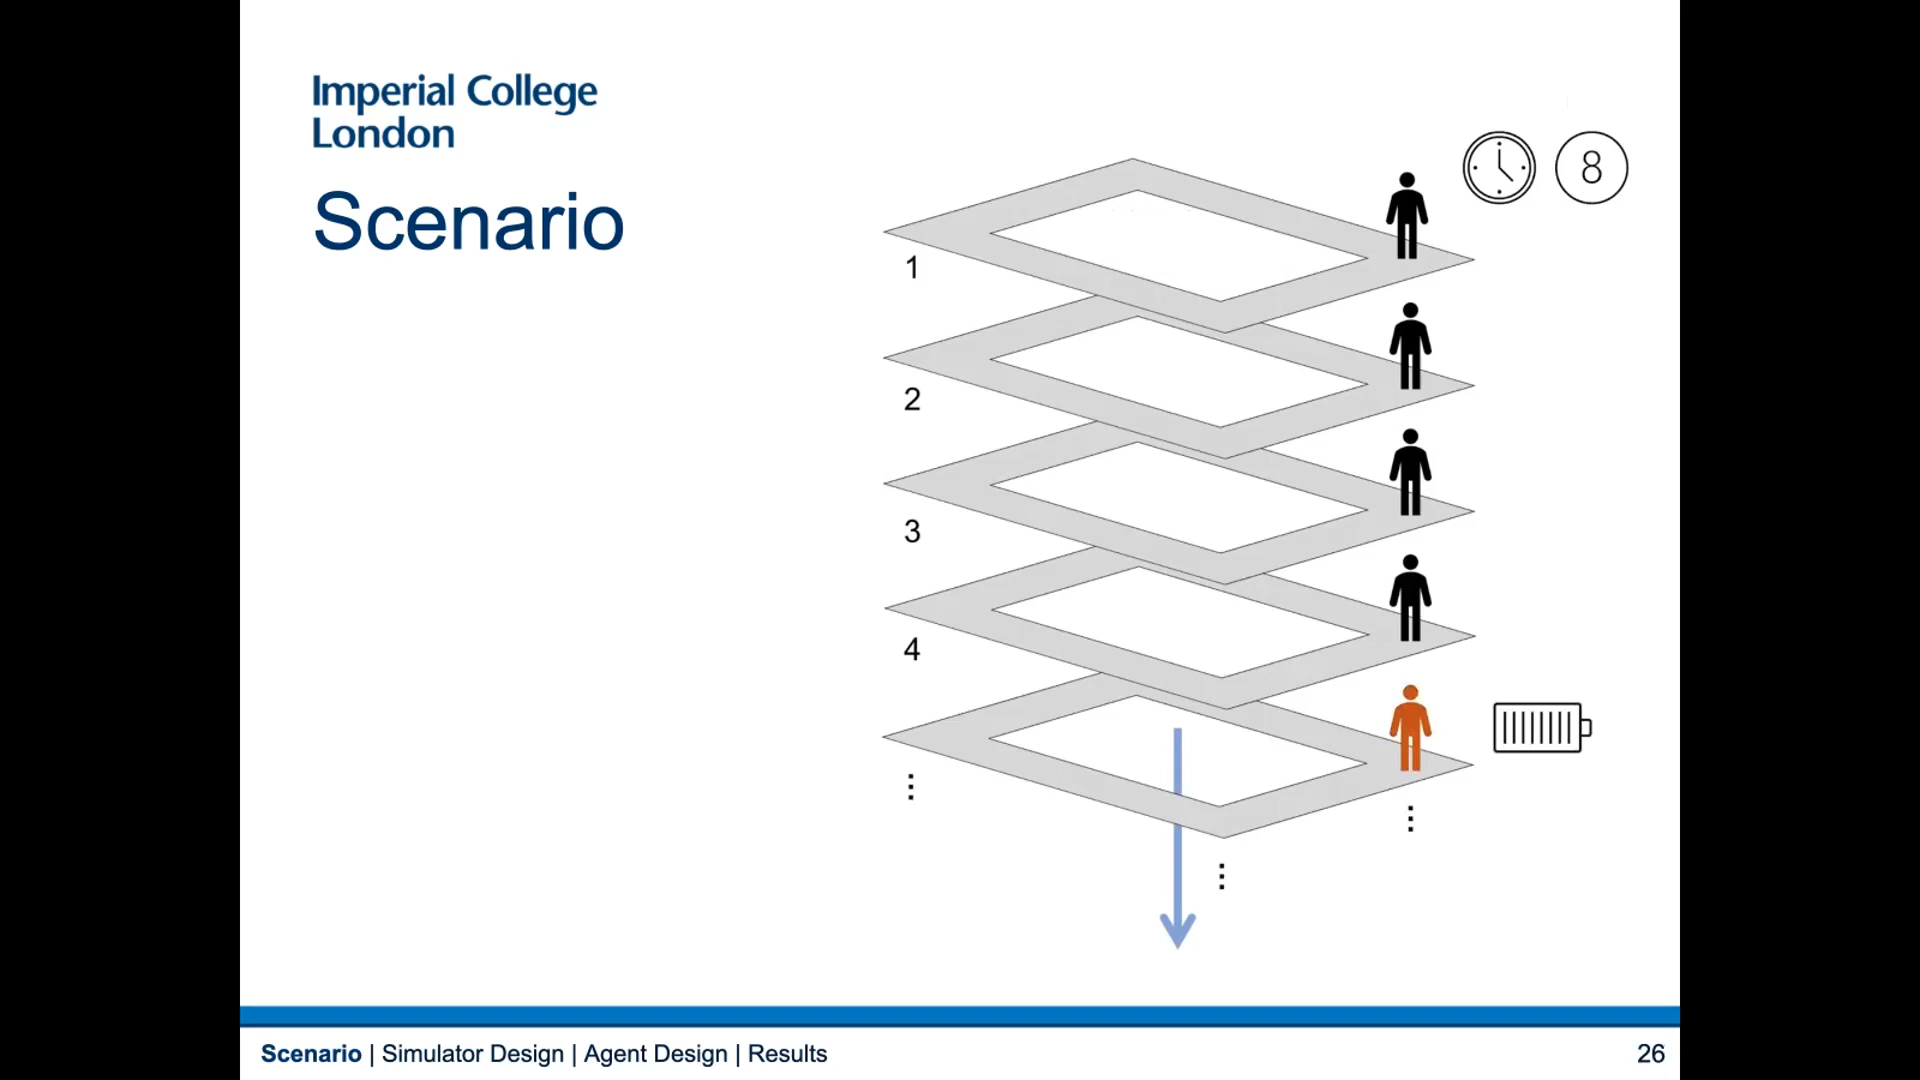 Imperial College
London
Scenario
8
1
2
3
4
⋮
⋮
⋮
Scenario | Simulator Design | Agent Design | Results
26